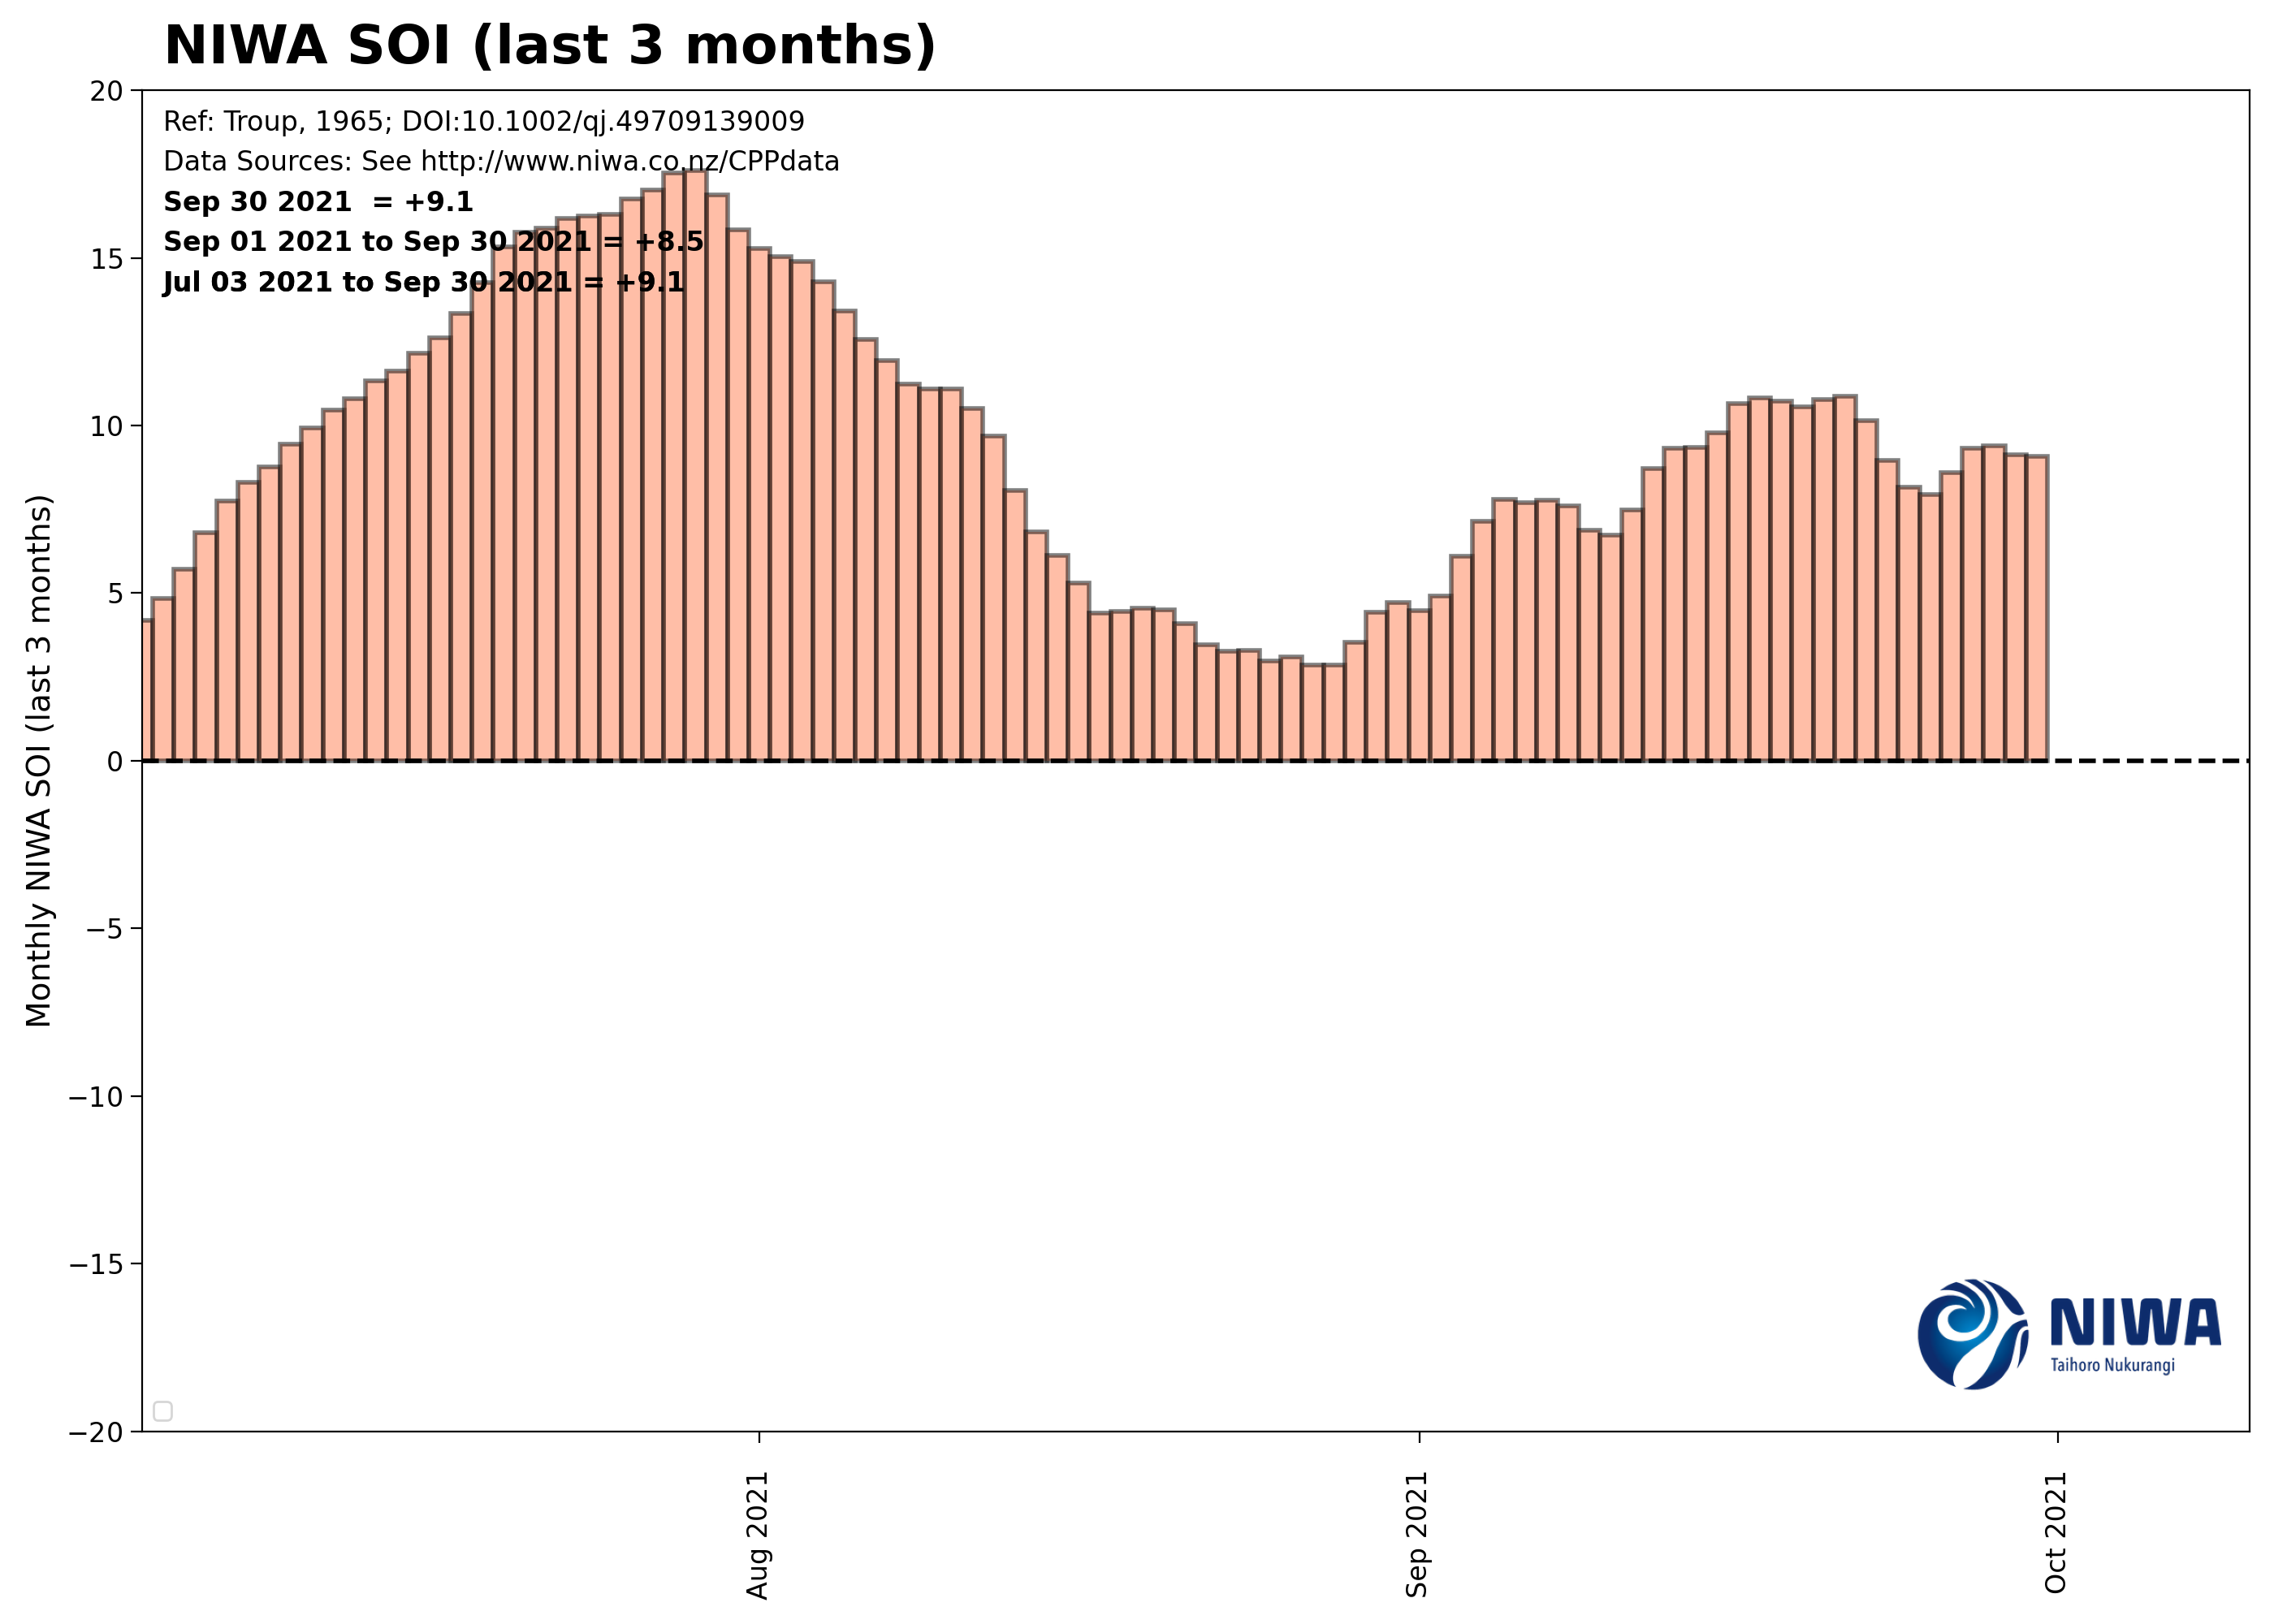 NIWA SOI (last 3 months)
Ref: Troup, 1965; DOI:10.1002/qj.49709139009
Data Sources: See http://www.niwa.co.nz/CPPdata
Sep 30 2021  = +9.1
Sep 01 2021 to Sep 30 2021 = +8.5
Jul 03 2021 to Sep 30 2021 = +9.1
Monthly NIWA SOI (last 3 months)
20
15
10
5
0
−5
−10
−15
−20
NIWA
Taihoro Nukurangi
Aug 2021
Sep 2021
Oct 2021